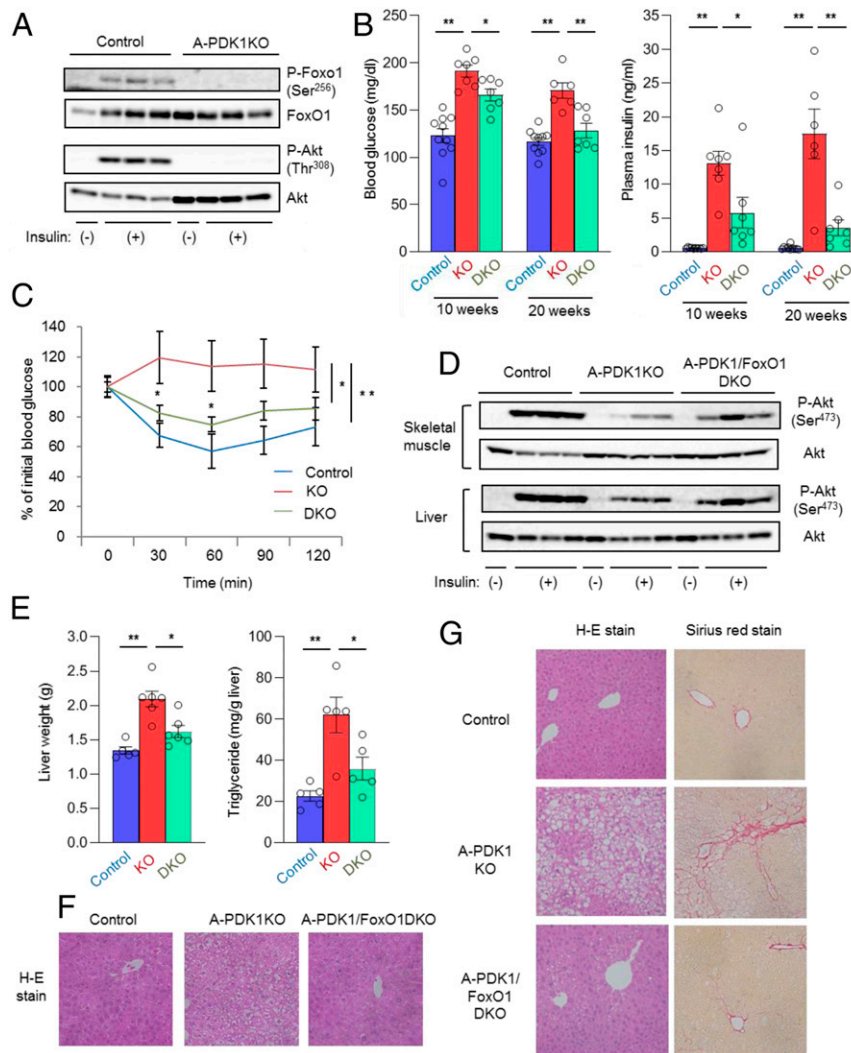 A
Control A-PDK1KO
P-Foxo1
(Ser256)
FoxO1
P-Akt
(Thr308)
Akt
(-) (+) (-) (+)
Insulin:
B
** * ** *
250
200
150
100
50
0
Blood glucose (mg/dl)
Control KO DKO Control KO DKO
10 weeks 20 weeks
** * ** **
35
30
25
20
15
10
5
0
Plasma insulin (ng/ml)
Control KO DKO Control KO DKO
10 weeks 20 weeks
C
140
120
100
80
60
40
20
0
% of initial blood glucose
* *
* **
Control
KO
DKO
0 30 60 90 120
Time (min)
D
Control A-PDK1KO A-PDK1/FoxO1
DKO
Skeletal
muscle
P-Akt
(Ser473)
Akt
Liver
P-Akt
(Ser473)
Akt
Insulin: (-) (+) (-) (+) (-) (+)
E
** *
3.0
2.5
2.0
1.5
1.0
0.5
0.0
Liver weight (g)
Control KO DKO
** *
100
80
60
40
20
0
Triglyceride (mg/g liver)
Control KO DKO
F
Control A-PDK1KO A-PDK1/FoxO1DKO
H-E
stain
G
H-E stain Sirius red stain
Control
A-PDK1
KO
A-PDK1/
FoxO1
DKO